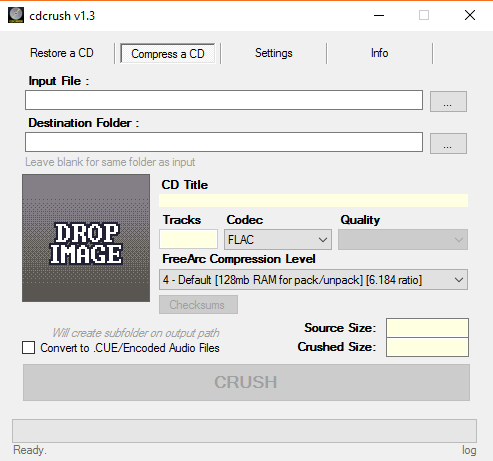 cdcrush v1.3
Restore a CD
Compress a CD
Settings
Info
Input File :
...
Destination Folder :
...
Leave blank for same folder as input
DROP
IMAGE
CD Title
Tracks
Codec
Quality
FLAC
FreeArc Compression Level
4 - Default [128mb RAM for pack/unpack] [6.184 ratio]
Checksums
Will create subfolder on output path
Convert to .CUE/Encoded Audio Files
Source Size:
Crushed Size:
CRUSH
Ready.
log